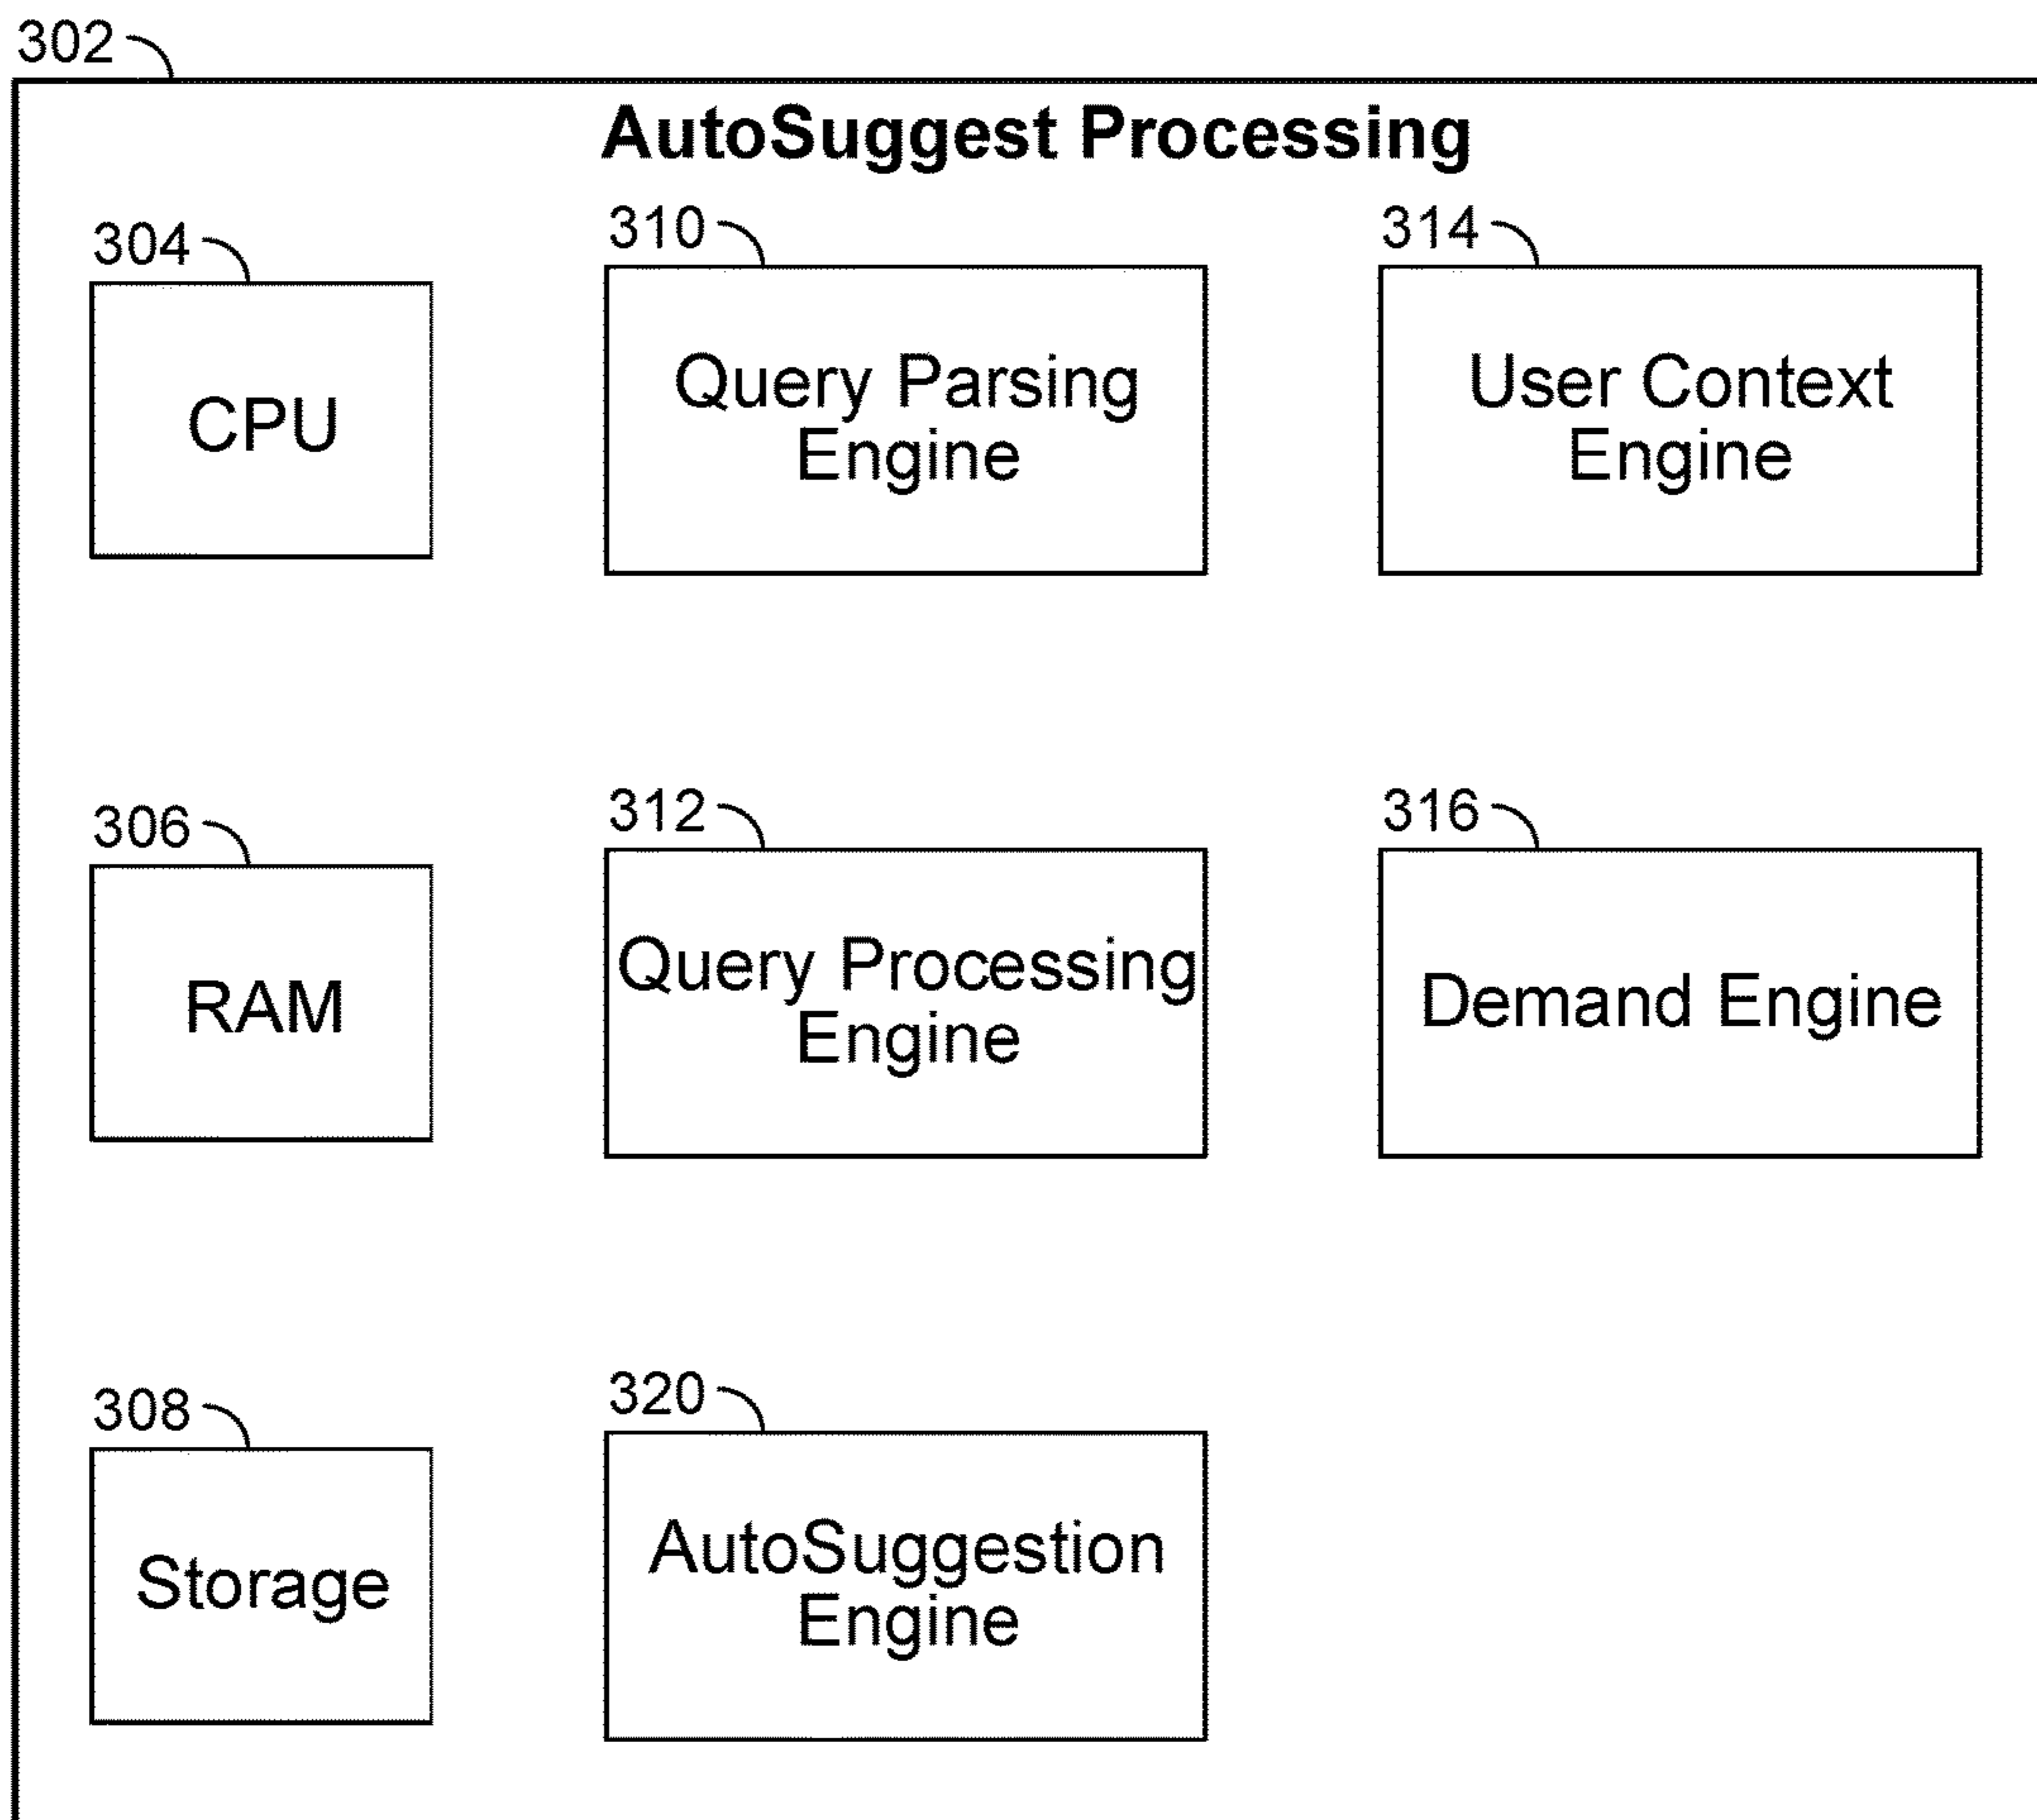 302
AutoSuggest Processing
304
CPU
310
Query Parsing
Engine
314
User Context
Engine
306
RAM
312
Query Processing
Engine
316
Demand Engine
308
Storage
320
AutoSuggestion
Engine